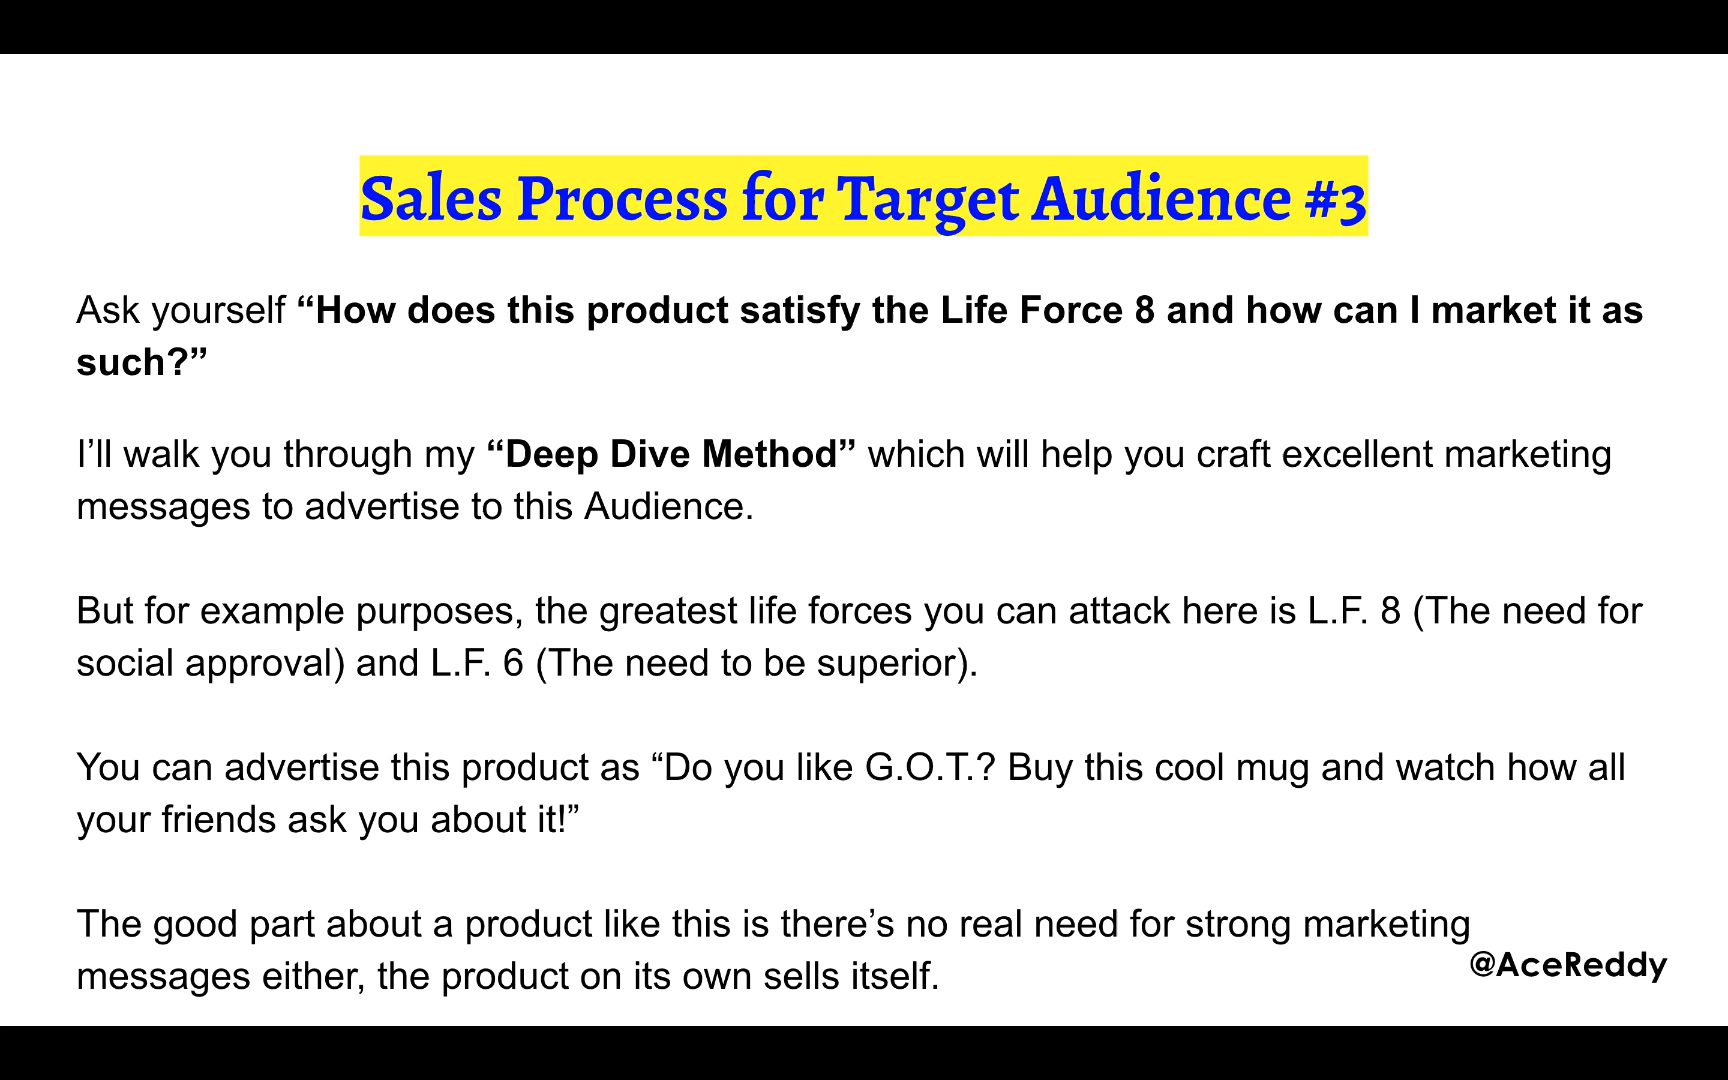 Sales Process for Target Audience #3
Ask yourself “How does this product satisfy the Life Force 8 and how can I market it as
such?”
I’ll walk you through my “Deep Dive Method” which will help you craft excellent marketing
messages to advertise to this Audience.
But for example purposes, the greatest life forces you can attack here is L.F. 8 (The need for
social approval) and L.F. 6 (The need to be superior).
You can advertise this product as “Do you like G.O.T.? Buy this cool mug and watch how all
your friends ask you about it!”
The good part about a product like this is there’s no real need for strong marketing
messages either, the product on its own sells itself.
@AceReddy